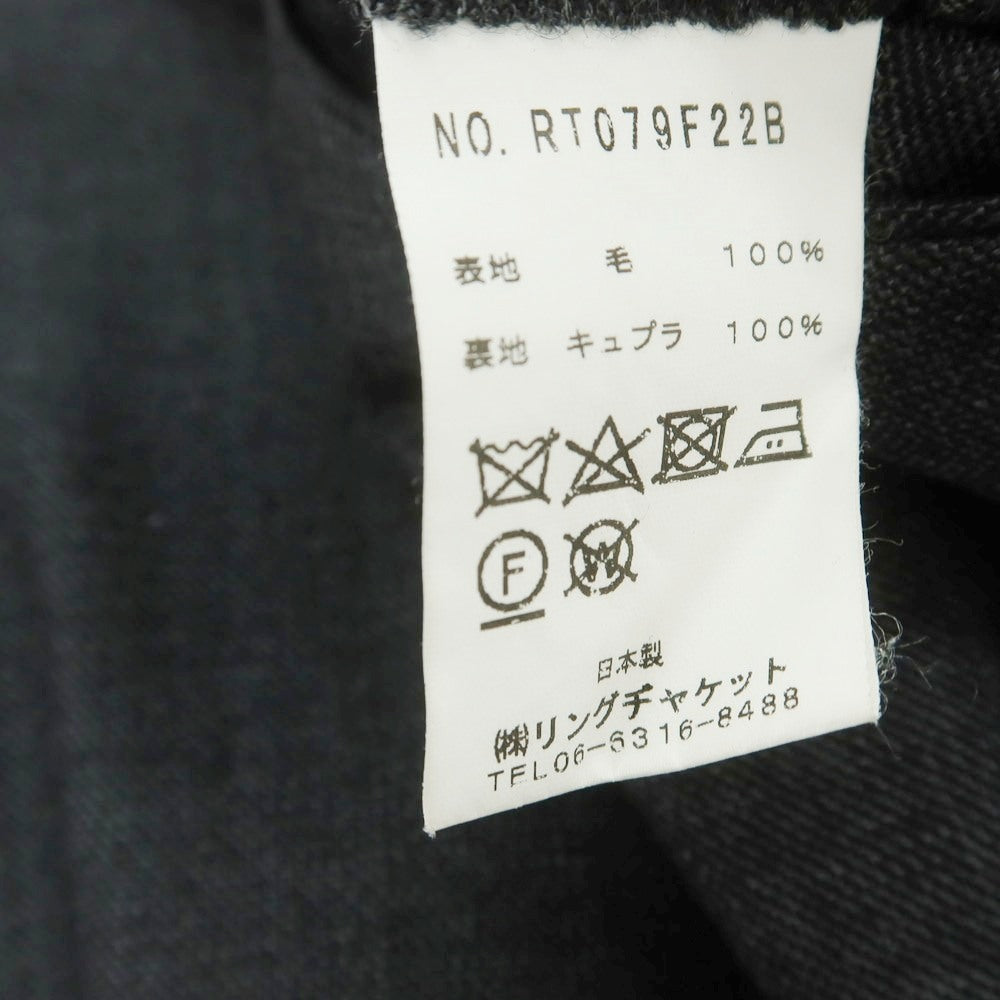 NO. RT079F22B
表地 毛 100%
裏地 キュプラ 100%
F
W
日本製
㈱リングヂャケット
TEL06-6316-8488